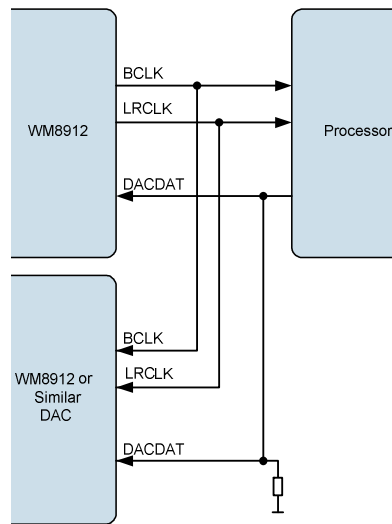 BCLK
LRCLK
WM8912
Processor
DACDAT
BCLK
LRCLK
WM8912 or
Similar
DAC
DACDAT